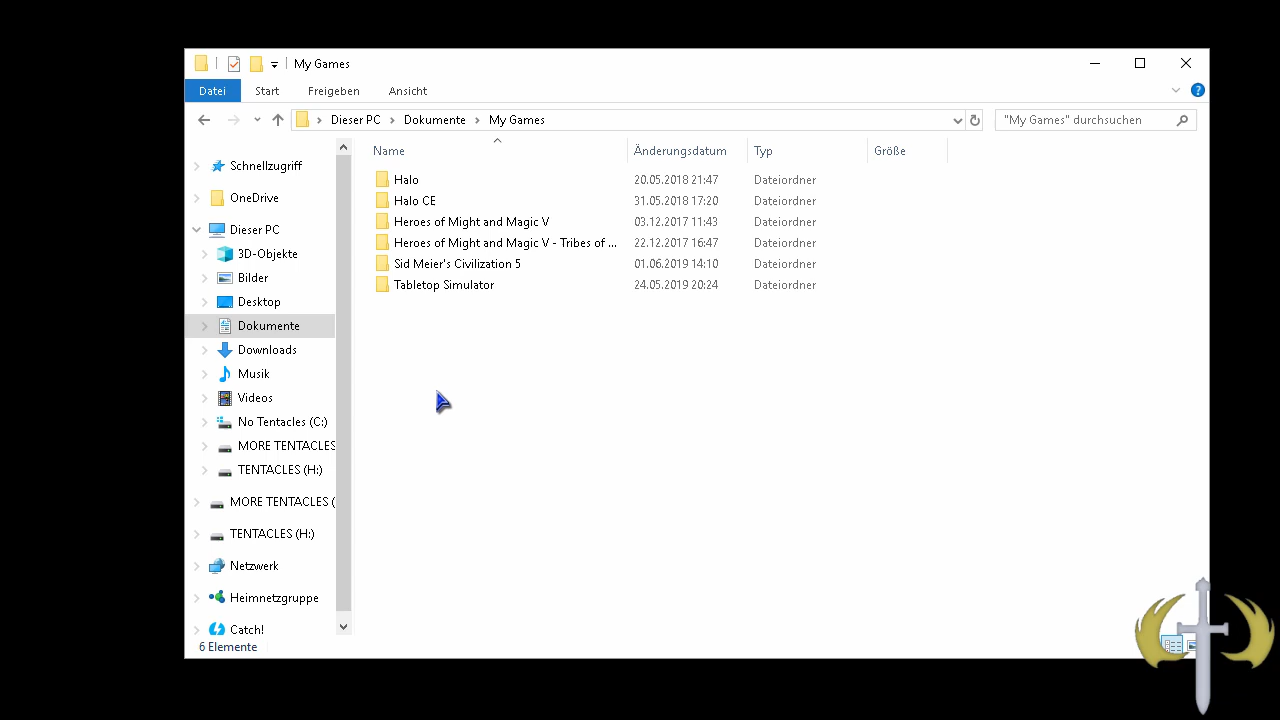 My Games
Datei Start Freigeben Ansicht
Dieser PC Dokumente My Games "My Games" durchsuchen
Name Änderungsdatum Typ Größe
Halo 20.05.2018 21:47 Dateiordner
Halo CE 31.05.2018 17:20 Dateiordner
Heroes of Might and Magic V 03.12.2017 11:43 Dateiordner
Heroes of Might and Magic V - Tribes of ... 22.12.2017 16:47 Dateiordner
Sid Meier's Civilization 5 01.06.2019 14:10 Dateiordner
Tabletop Simulator 24.05.2019 20:24 Dateiordner
Schnellzugriff
OneDrive
Dieser PC
3D-Objekte
Bilder
Desktop
Dokumente
Downloads
Musik
Videos
No Tentacles (C:)
MORE TENTACLES
TENTACLES (H:)
MORE TENTACLES (
TENTACLES (H:)
Netzwerk
Heimnetzgruppe
Catch!
6 Elemente